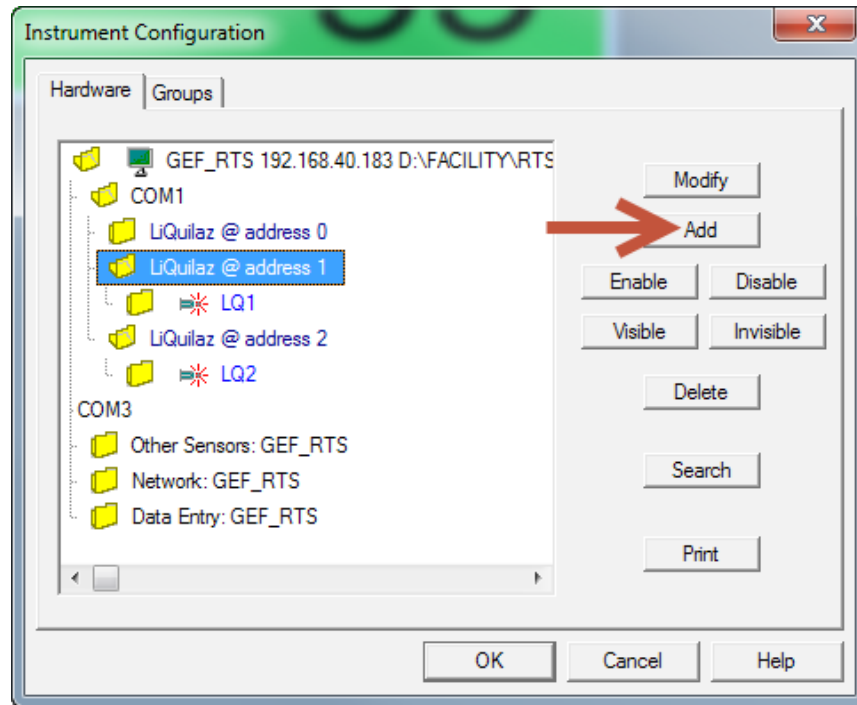 Instrument Configuration
X
Hardware Groups
GEF_RTS 192.168.40.183 D:\FACILITY\RTS
COM1
LiQuilaz @ address 0
LiQuilaz @ address 1
LQ1
LiQuilaz @ address 2
LQ2
COM3
Other Sensors: GEF_RTS
Network: GEF_RTS
Data Entry: GEF_RTS
Modify
Add
Enable Disable
Visible Invisible
Delete
Search
Print
OK Cancel Help